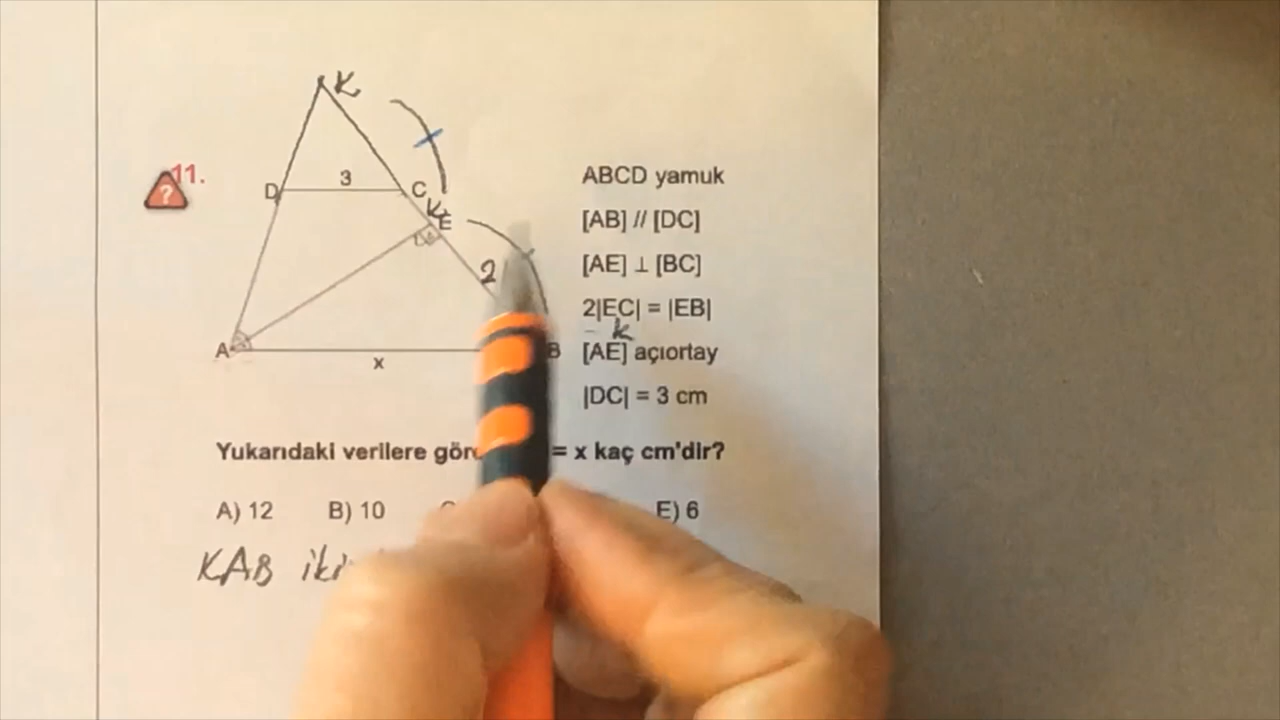 K
11.
?
D
3
C
k
E
2
A
x
B
ABCD yamuk
[AB] // [DC]
[AE] ⊥ [BC]
2|EC| = |EB|
k
[AE] açıortay
|DC| = 3 cm
Yukarıdaki verilere = x kaç cm'dir?
A) 12 B) 10 E) 6
KAB